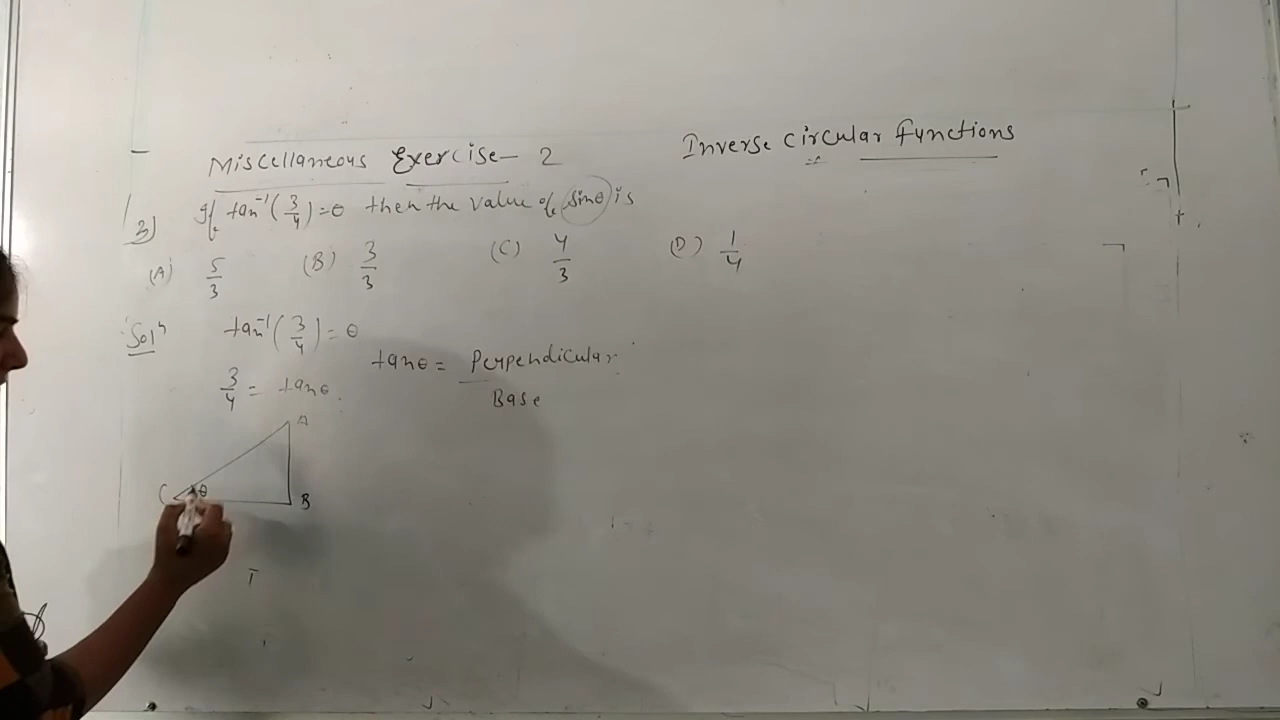 Miscellaneous Exercise- 2
Inverse circular functions
3) If tan⁻¹(3/4)=θ then the value of sinθ is
(A) 5/3 (B) 3/3 (C) 4/3 (D) 1/4
Solⁿ tan⁻¹(3/4)=θ
3/4 = tanθ.
tanθ = Perpendicular / Base
A
C θ B